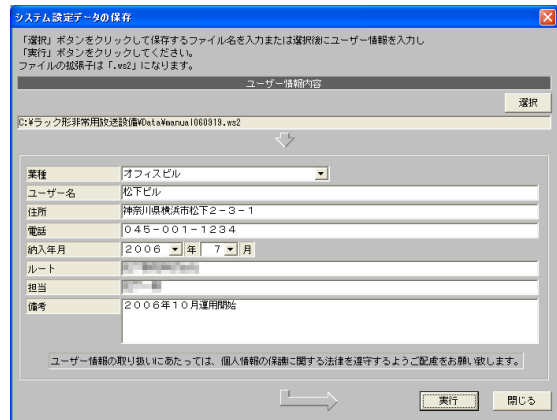 システム設定データの保存
「選択」ボタンをクリックして保存するファイル名を入力または選択後にユーザー情報を入力し
「実行」ボタンをクリックしてください。
ファイルの拡張子は「.ws2」になります。
ユーザー情報内容
選択
C:¥ラック形非常用放送設備¥Data¥manual060919.ws2
業種 オフィスビル
ユーザー名 松下ビル
住所 神奈川県横浜市松下2-3-1
電話 045-001-1234
納入年月 2006 年 7 月
ルート
担当
備考 2006年10月運用開始
ユーザー情報の取り扱いにあたっては、個人情報の保護に関する法律を遵守するようご配慮をお願い致します。
実行 閉じる